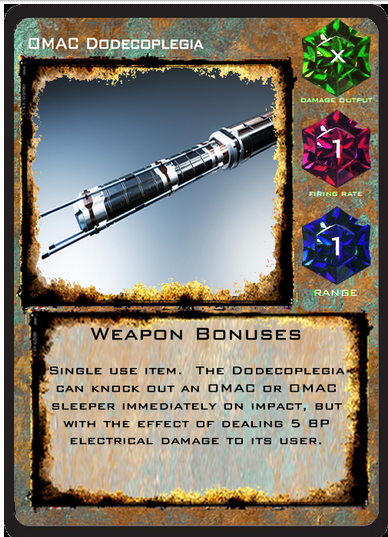 OMAC Dodecoplegia
X
Damage Output
1
Firing Rate
1
Range
Weapon Bonuses
Single use item. The Dodecoplegia
can knock out an OMAC or OMAC
sleeper immediately on impact, but
with the effect of dealing 5 BP
electrical damage to its user.